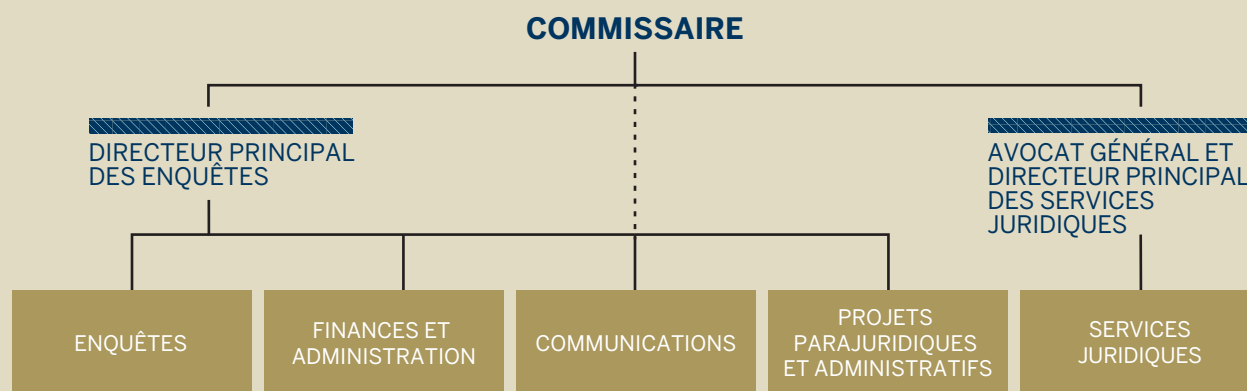 COMMISSAIRE
DIRECTEUR PRINCIPAL
DES ENQUÊTES
AVOCAT GÉNÉRAL ET
DIRECTEUR PRINCIPAL
DES SERVICES
JURIDIQUES
ENQUÊTES
FINANCES ET
ADMINISTRATION
COMMUNICATIONS
PROJETS
PARAJURIDIQUES
ET ADMINISTRATIFS
SERVICES
JURIDIQUES